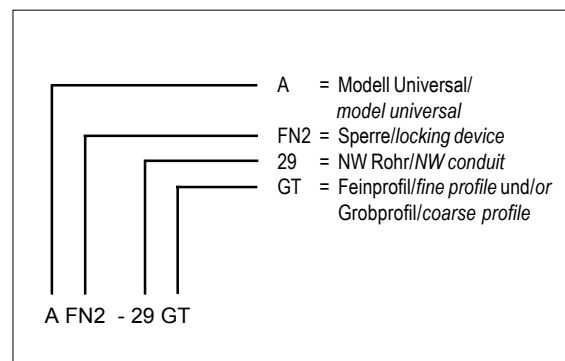 A = Modell Universal/
model universal
FN2 = Sperre/locking device
29 = NW Rohr/NW conduit
GT = Feinprofil/fine profile und/or
Grobprofil/coarse profile
A FN2 - 29 GT